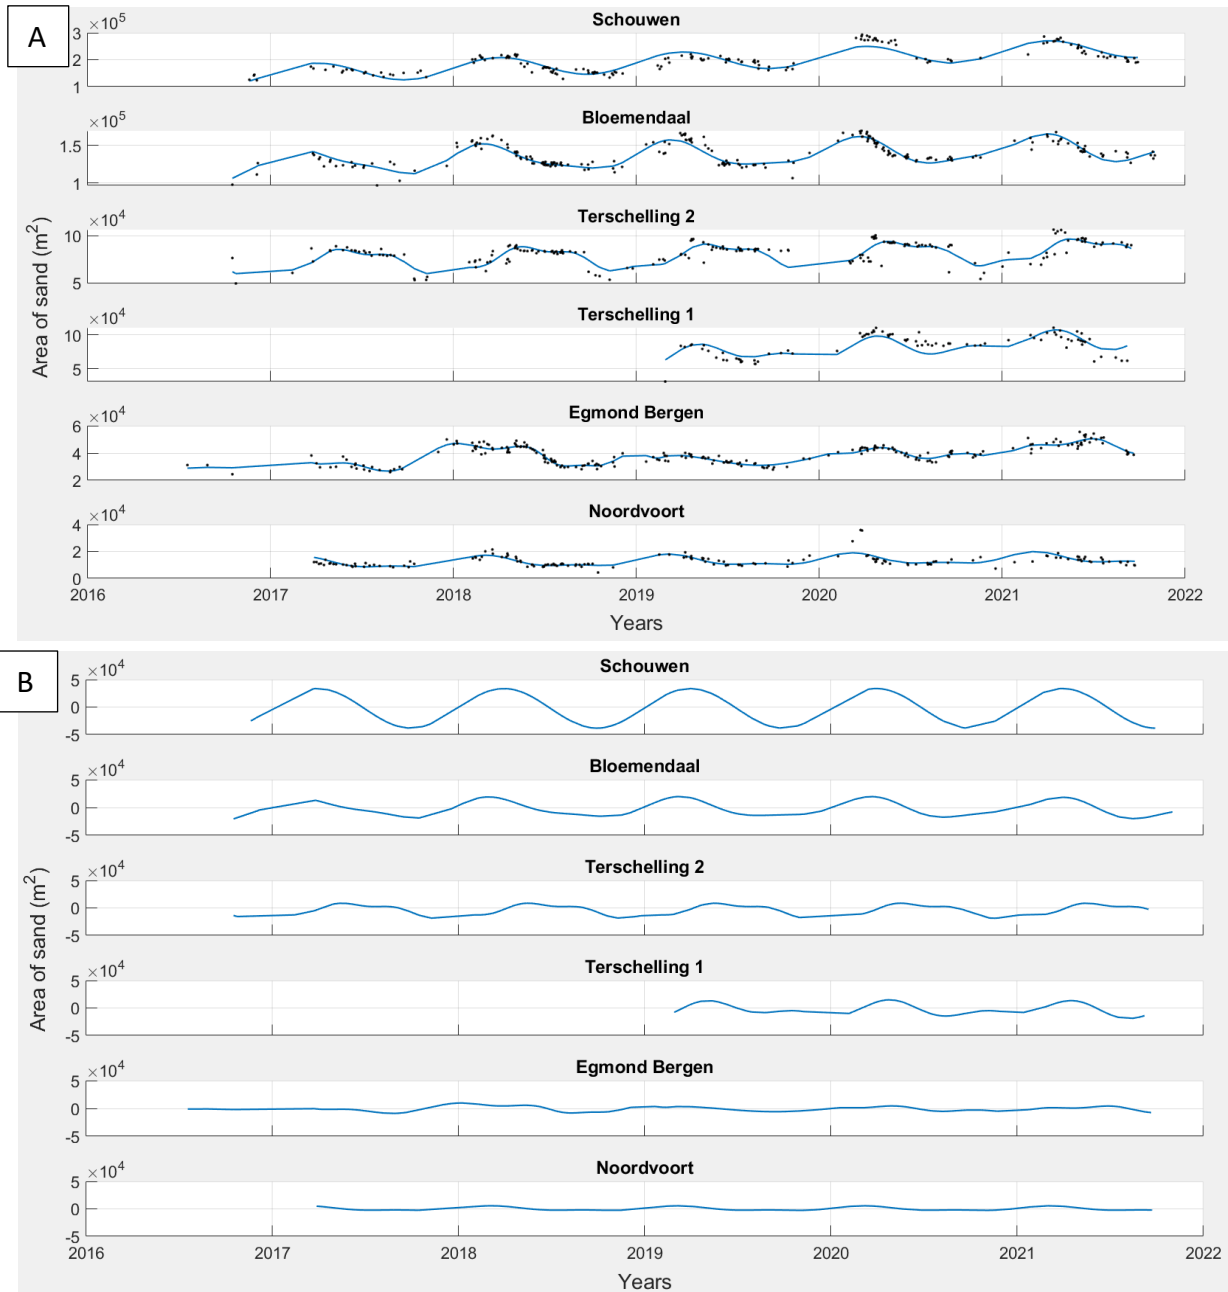 A
Schouwen
×10^5
3
2
1
Bloemendaal
×10^5
1.5
1
Terschelling 2
×10^4
10
5
Terschelling 1
×10^4
10
5
Egmond Bergen
×10^4
6
4
2
Noordvoort
×10^4
4
2
0
Area of sand (m^2)
2016 2017 2018 2019 2020 2021 2022
Years
B
Schouwen
×10^4
5
0
-5
Bloemendaal
×10^4
5
0
-5
Terschelling 2
×10^4
5
0
-5
Terschelling 1
×10^4
5
0
-5
Egmond Bergen
×10^4
5
0
-5
Noordvoort
×10^4
5
0
-5
Area of sand (m^2)
2016 2017 2018 2019 2020 2021 2022
Years